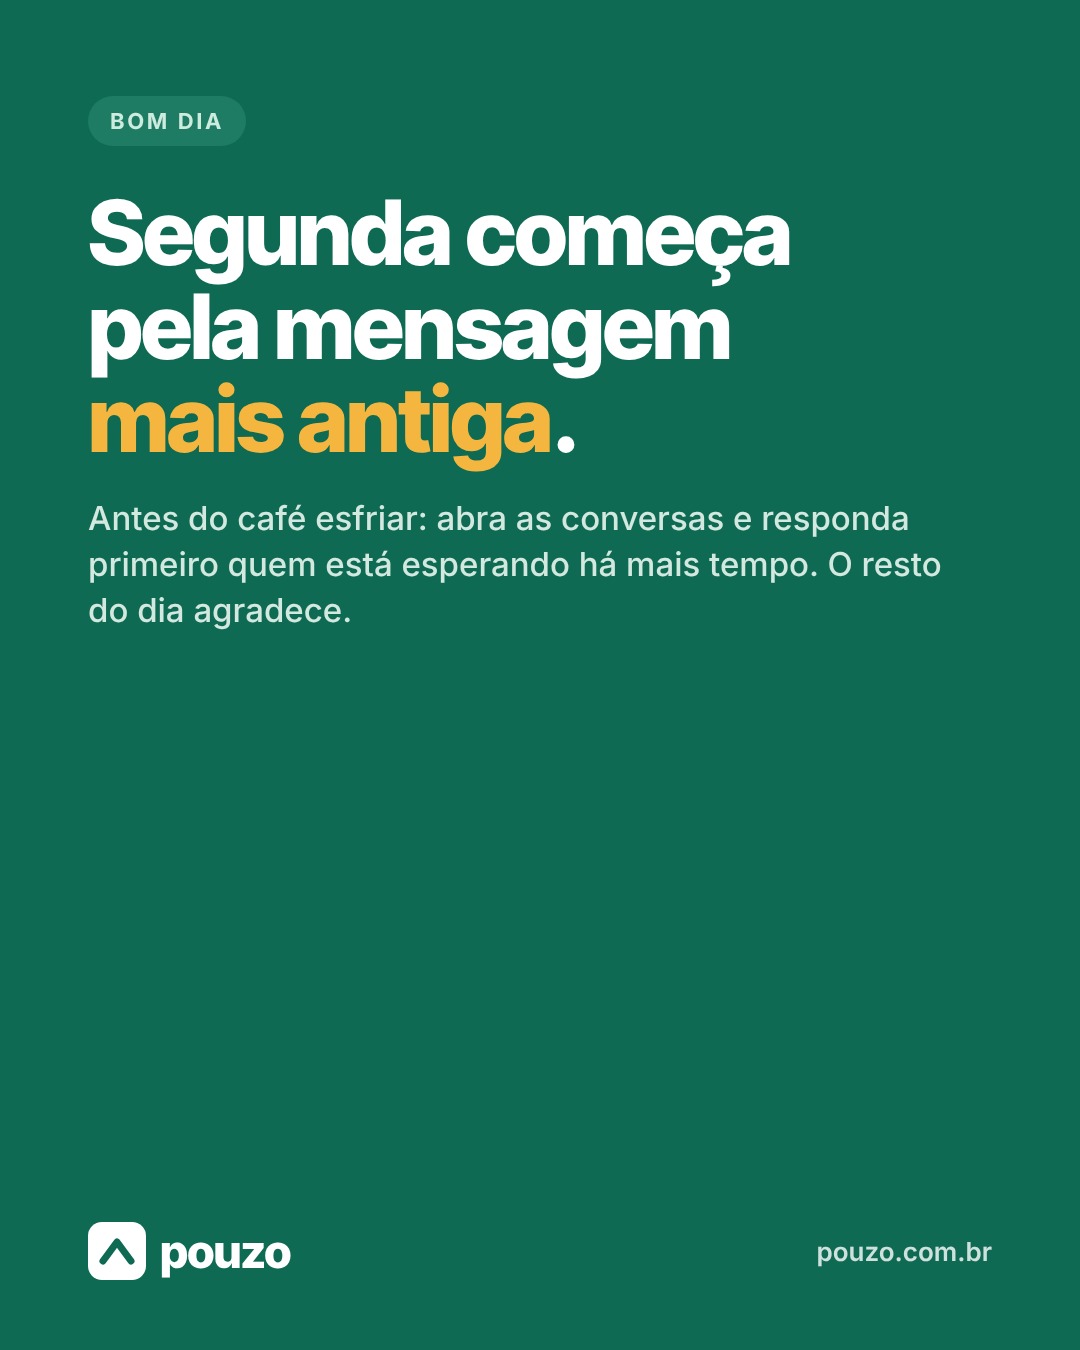 BOM DIA
Segunda começa
pela mensagem
mais antiga.
Antes do café esfriar: abra as conversas e responda
primeiro quem está esperando há mais tempo. O resto
do dia agradece.
pouzo
pouzo.com.br